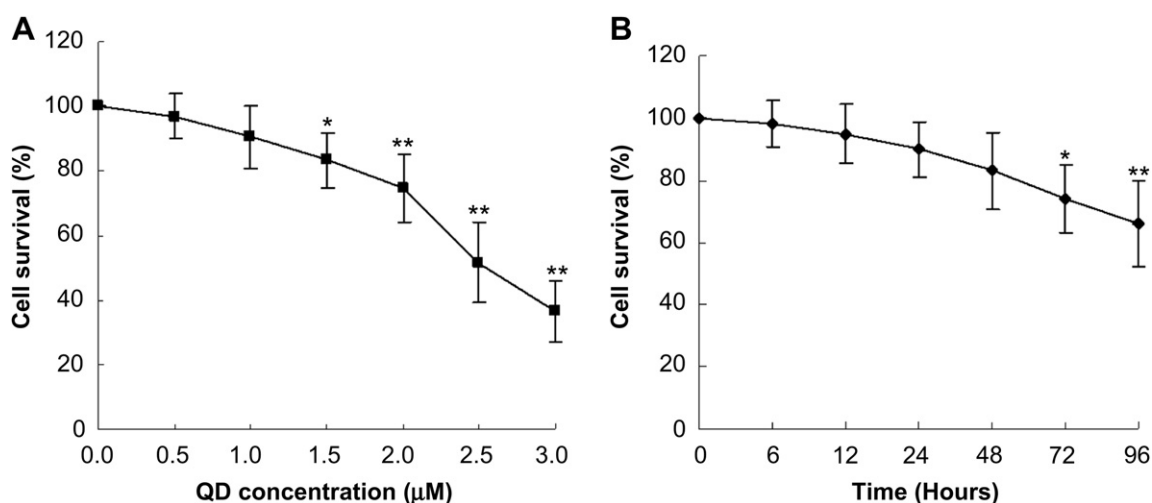 A
120
100
80
60
40
20
0
Cell survival (%)
* ** ** **
0.0 0.5 1.0 1.5 2.0 2.5 3.0
QD concentration (μM)
B
120
100
80
60
40
20
0
Cell survival (%)
* **
0 6 12 24 48 72 96
Time (Hours)